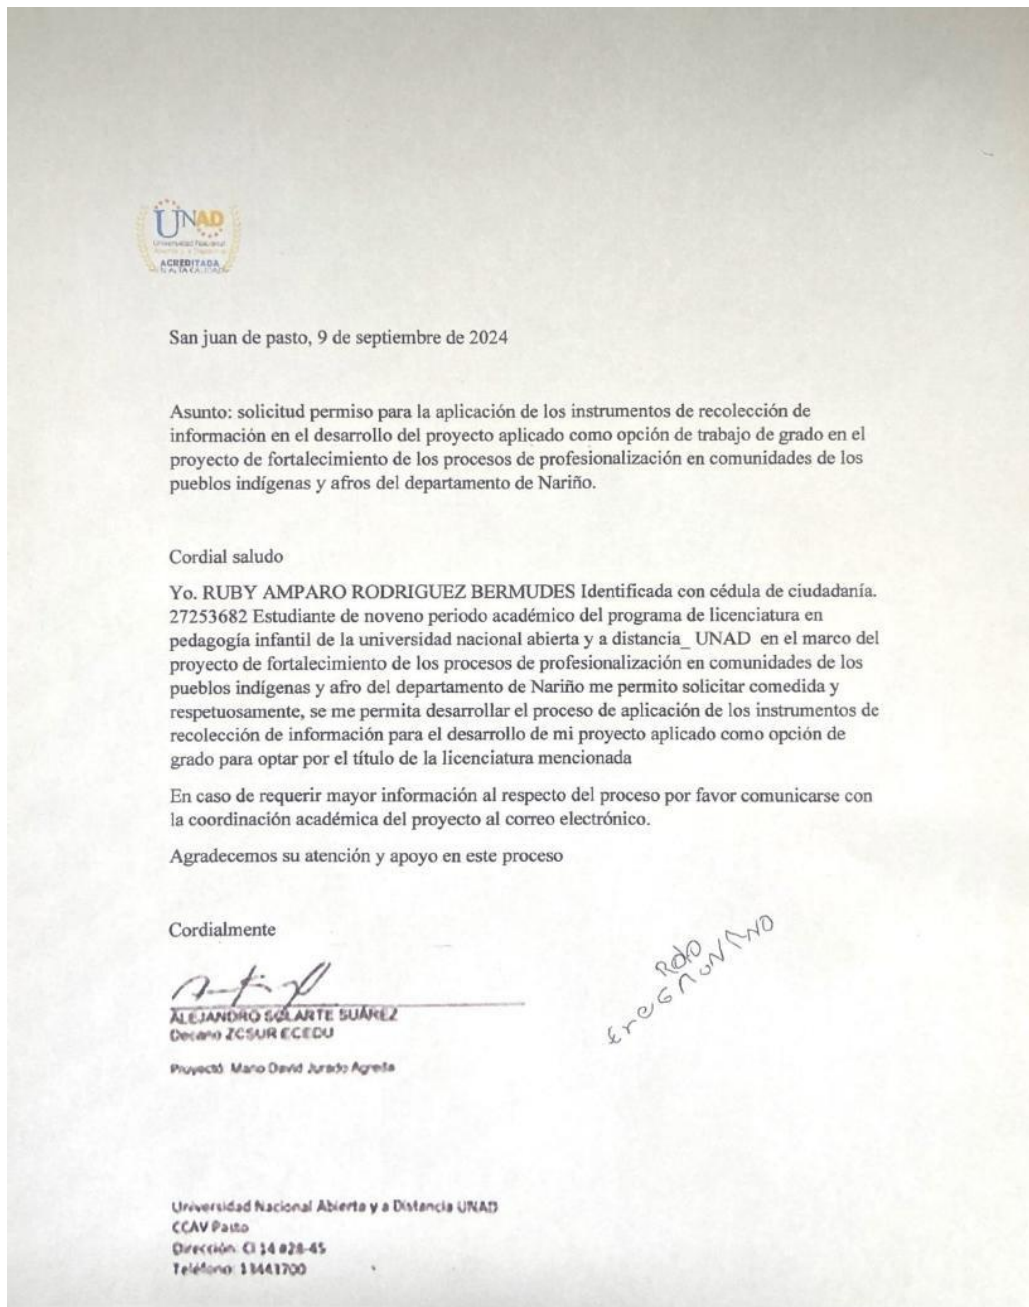 UNAD
Universidad Nacional
Abierta y a Distancia
ACREDITADA
EN ALTA CALIDAD
San juan de pasto, 9 de septiembre de 2024
Asunto: solicitud permiso para la aplicación de los instrumentos de recolección de
información en el desarrollo del proyecto aplicado como opción de trabajo de grado en el
proyecto de fortalecimiento de los procesos de profesionalización en comunidades de los
pueblos indígenas y afros del departamento de Nariño.
Cordial saludo
Yo. RUBY AMPARO RODRIGUEZ BERMUDES Identificada con cédula de ciudadanía.
27253682 Estudiante de noveno periodo académico del programa de licenciatura en
pedagogía infantil de la universidad nacional abierta y a distancia_ UNAD en el marco del
proyecto de fortalecimiento de los procesos de profesionalización en comunidades de los
pueblos indígenas y afro del departamento de Nariño me permito solicitar comedida y
respetuosamente, se me permita desarrollar el proceso de aplicación de los instrumentos de
recolección de información para el desarrollo de mi proyecto aplicado como opción de
grado para optar por el título de la licenciatura mencionada
En caso de requerir mayor información al respecto del proceso por favor comunicarse con
la coordinación académica del proyecto al correo electrónico.
Agradecemos su atención y apoyo en este proceso
Cordialmente
ALEJANDRO SOLARTE SUÁREZ
Decano ZCSUR ECEDU
Proyectó: Mario David Jurado Agreda
Universidad Nacional Abierta y a Distancia UNAD
CCAV Pasto
Dirección: Cl 14 #28-45
Teléfono: